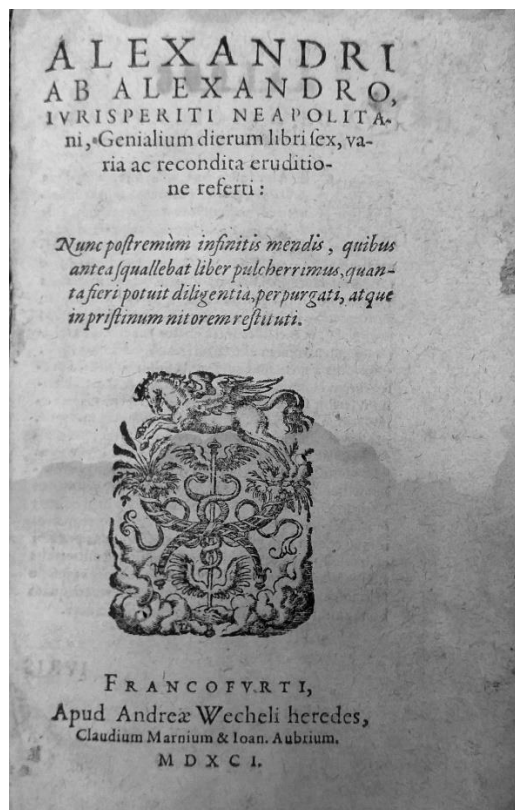 ALEXANDRI
AB ALEXANDRO,
IVRISPERITI NEAPOLITA-
ni, Genialium dierum libri sex, va-
ria ac recondita eruditio-
ne referti :
Nunc postremùm infinitis mendis, quibus
antea squallebat liber pulcherrimus, quan-
ta fieri potuit diligentia, perpurgati, atque
in pristinum nitorem restituti.
FRANCOFVRTI,
Apud Andreæ Wecheli heredes,
Claudium Marnium & Ioan. Aubrium.
MDXCI.